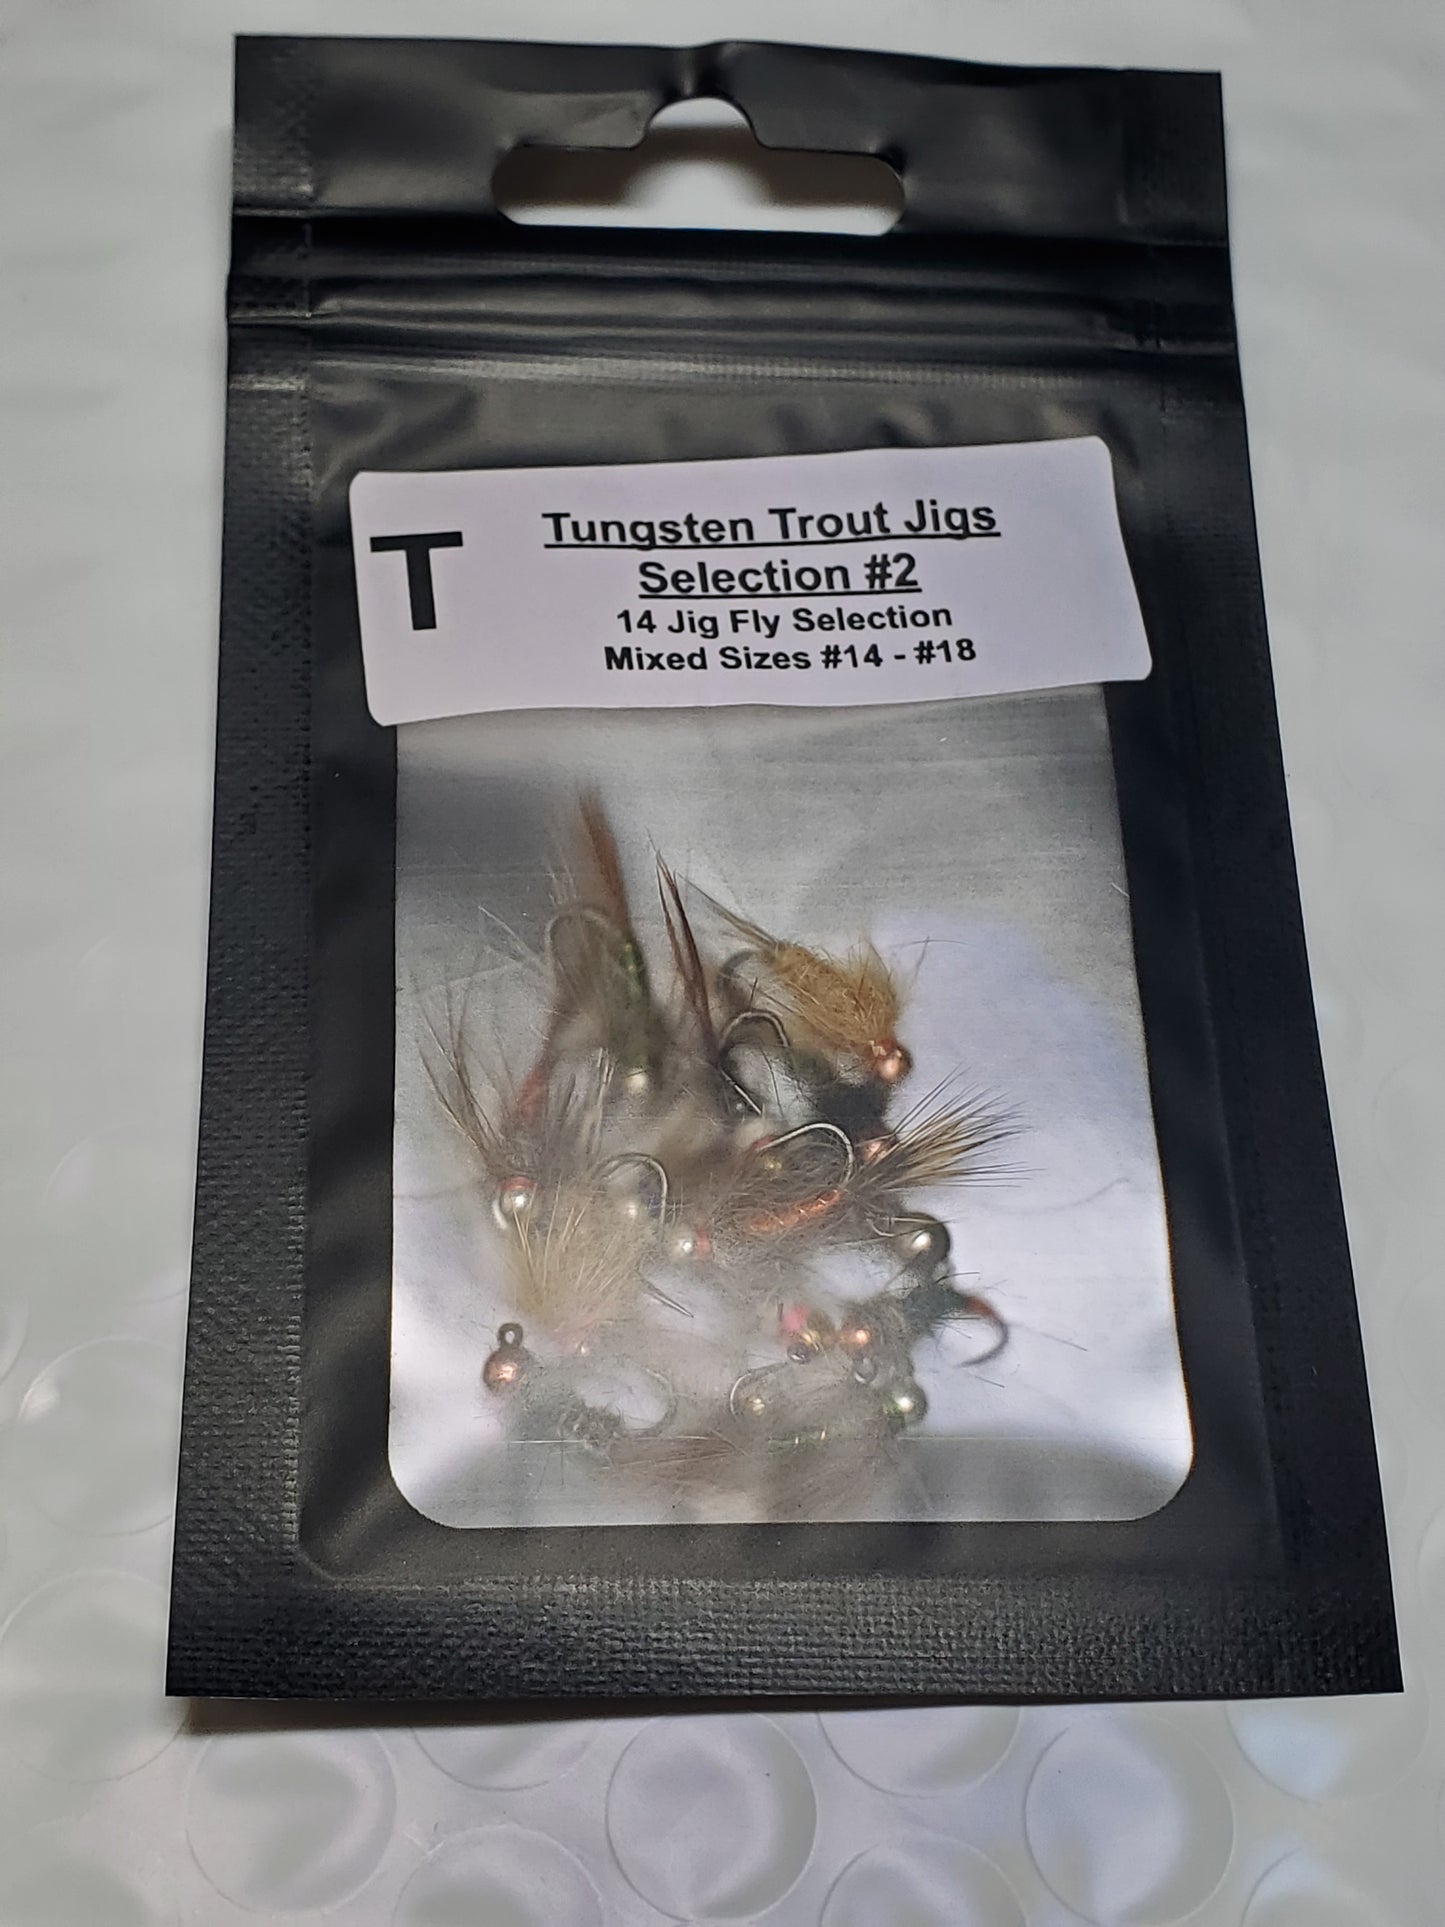 T
Tungsten Trout Jigs
Selection #2
14 Jig Fly Selection
Mixed Sizes #14 - #18